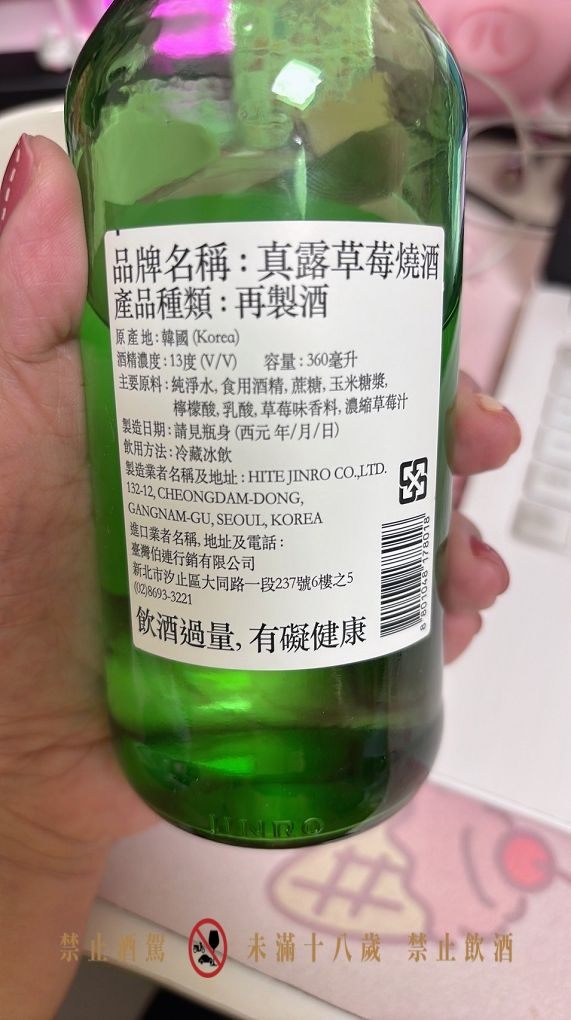 品牌名稱:真露草莓燒酒
產品種類:再製酒
原產地:韓國 (Korea)
酒精濃度:13度 (V/V) 容量:360毫升
主要原料:純淨水, 食用酒精, 蔗糖, 玉米糖漿,
檸檬酸, 乳酸, 草莓味香料, 濃縮草莓汁
製造日期:請見瓶身 (西元 年/月/日)
飲用方法:冷藏冰飲
製造業者名稱及地址:HITE JINRO CO.,LTD.
132-12, CHEONGDAM-DONG,
GANGNAM-GU, SEOUL, KOREA
進口業者名稱, 地址及電話:
臺灣伯連行銷有限公司
新北市汐止區大同路一段237號6樓之5
(02)8693-3221
飲酒過量, 有礙健康
8 801048 178018
JINRO
禁止酒駕 未滿十八歲 禁止飲酒